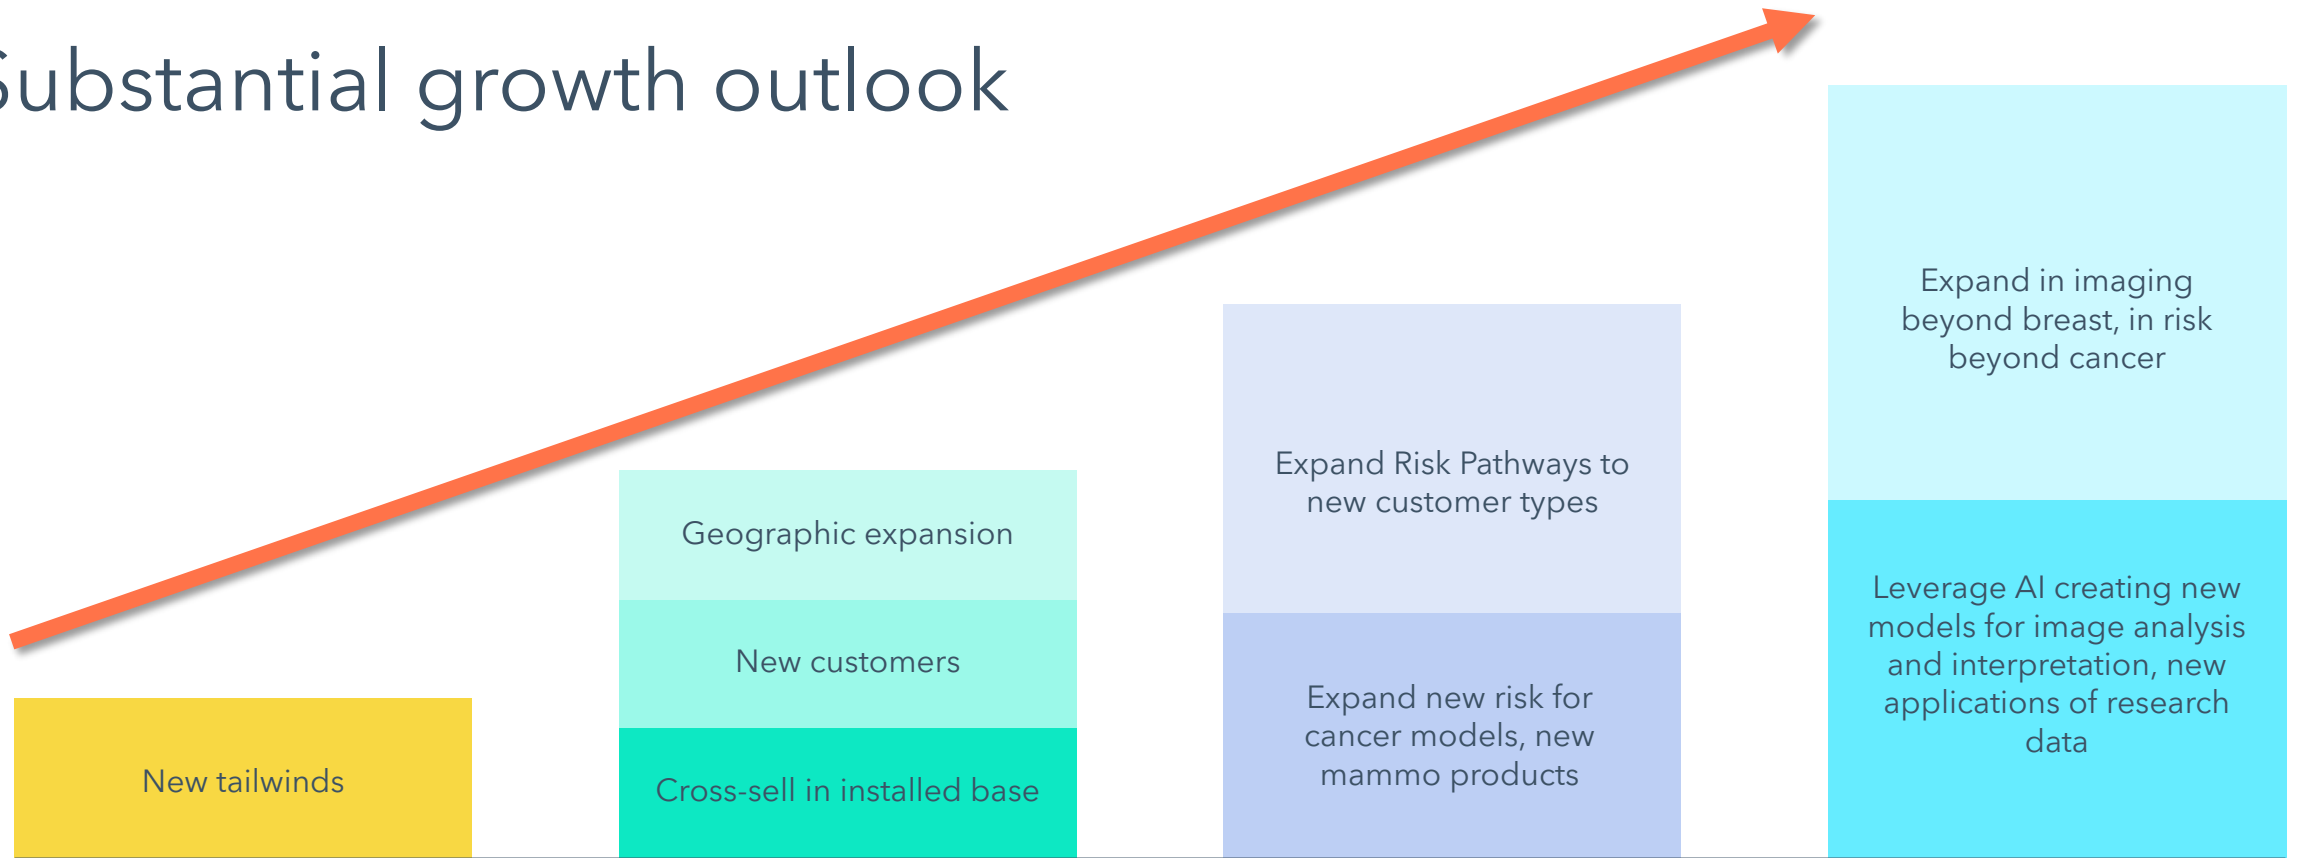 Substantial growth outlook
New tailwinds
Geographic expansion
New customers
Cross-sell in installed base
Expand Risk Pathways to
new customer types
Expand new risk for
cancer models, new
mammo products
Expand in imaging
beyond breast, in risk
beyond cancer
Leverage AI creating new
models for image analysis
and interpretation, new
applications of research
data